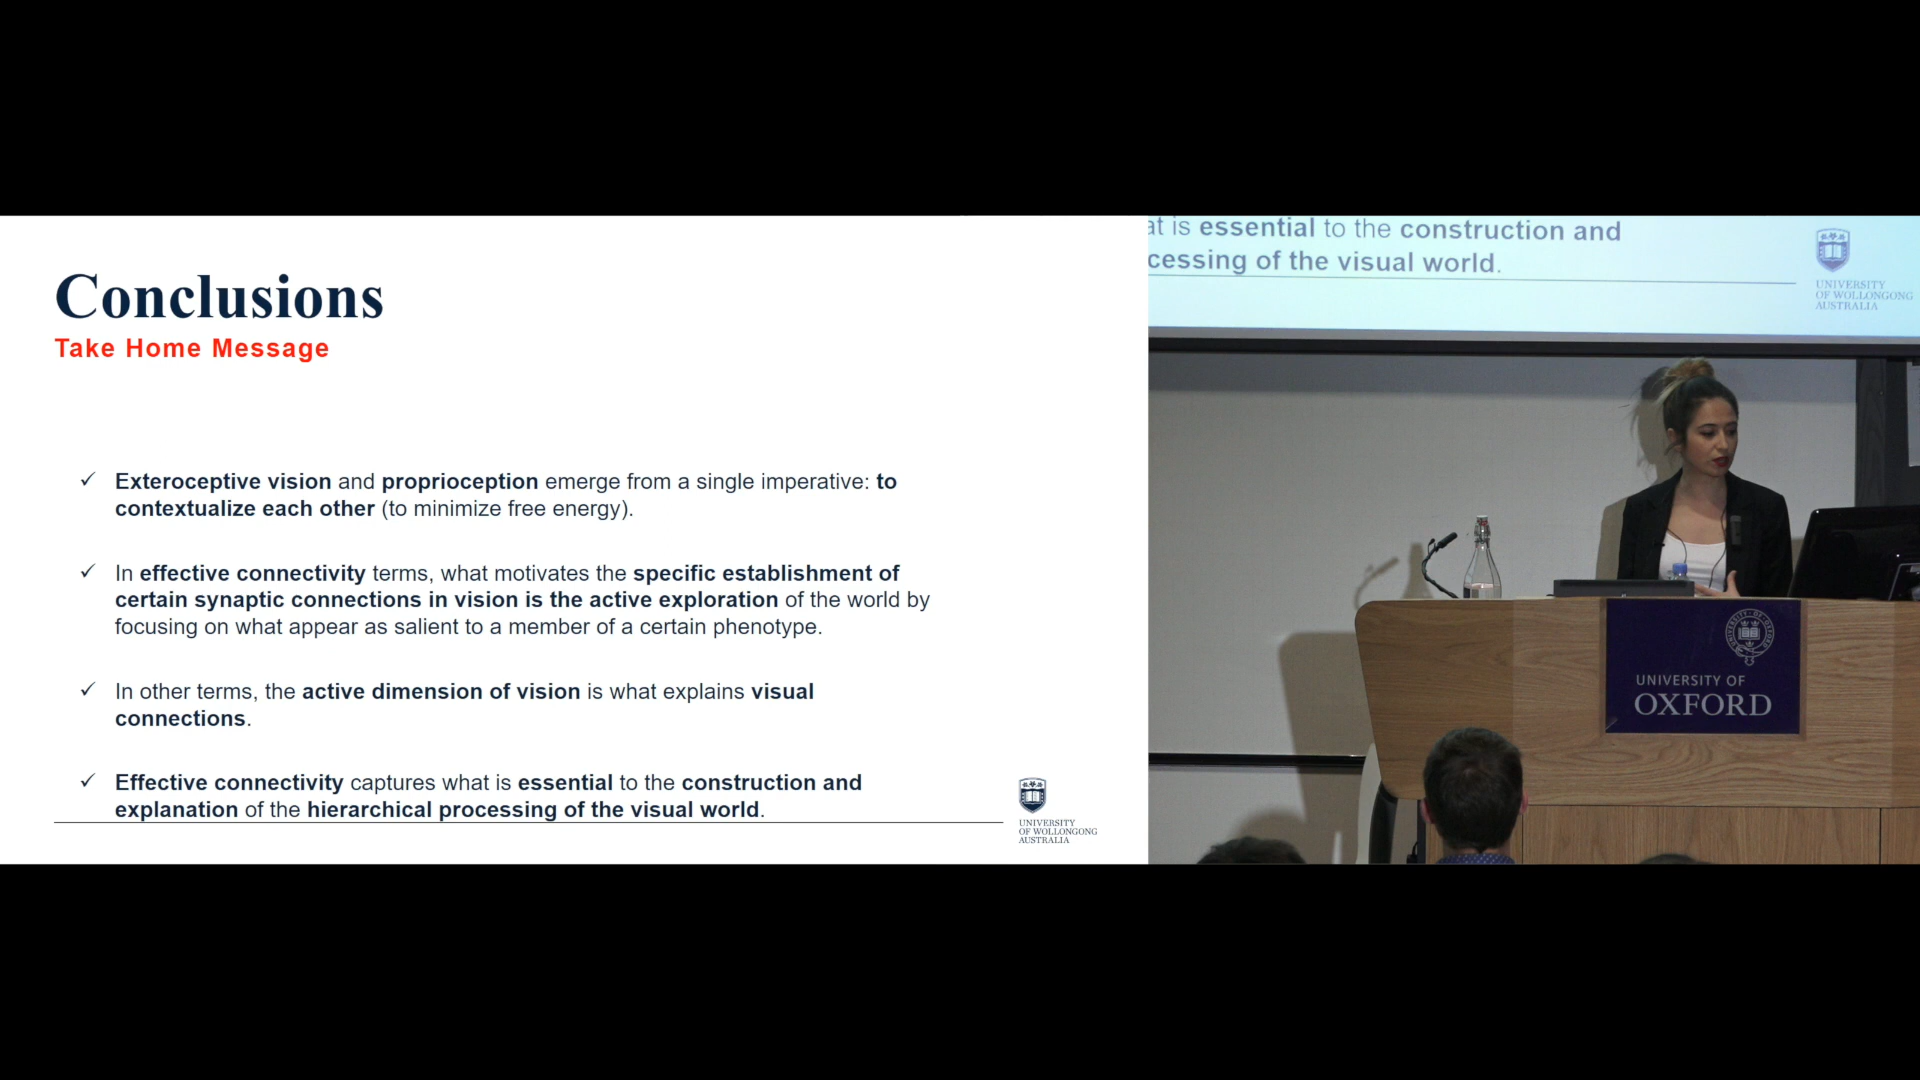 Conclusions
Take Home Message
✓ Exteroceptive vision and proprioception emerge from a single imperative: to
contextualize each other (to minimize free energy).
✓ In effective connectivity terms, what motivates the specific establishment of
certain synaptic connections in vision is the active exploration of the world by
focusing on what appear as salient to a member of a certain phenotype.
✓ In other terms, the active dimension of vision is what explains visual
connections.
✓ Effective connectivity captures what is essential to the construction and
explanation of the hierarchical processing of the visual world.
UNIVERSITY
OF WOLLONGONG
AUSTRALIA
at is essential to the construction and
cessing of the visual world.
UNIVERSITY
OF WOLLONGONG
AUSTRALIA
UNIVERSITY OF
OXFORD